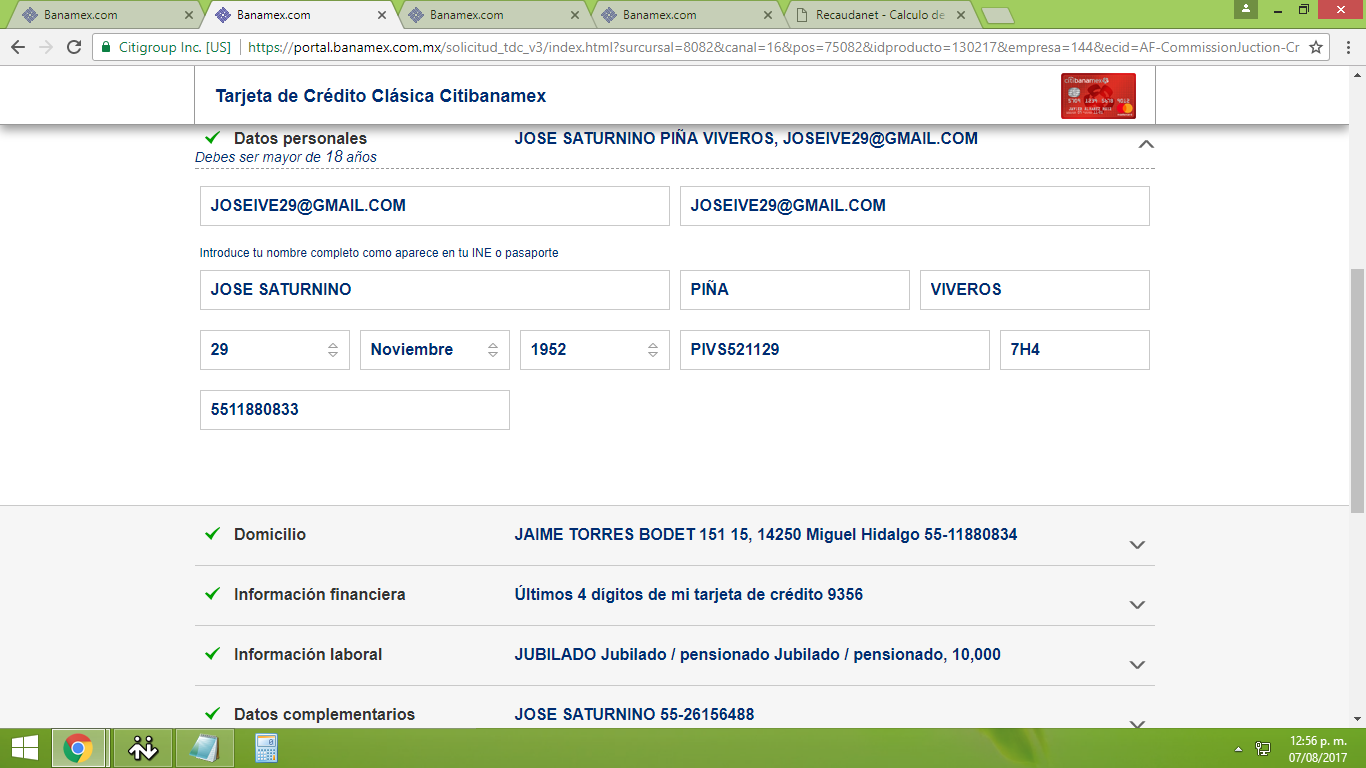 Banamex.com Banamex.com Banamex.com Banamex.com Recaudanet - Calculo de
Citigroup Inc. [US] https://portal.banamex.com.mx/solicitud_tdc_v3/index.html?surcursal=8082&canal=16&pos=75082&idproducto=130217&empresa=144&ecid=AF-CommissionJuction-Cr
Tarjeta de Crédito Clásica Citibanamex
citibanamex
Datos personales JOSE SATURNINO PIÑA VIVEROS, JOSEIVE29@GMAIL.COM
Debes ser mayor de 18 años
JOSEIVE29@GMAIL.COM JOSEIVE29@GMAIL.COM
Introduce tu nombre completo como aparece en tu INE o pasaporte
JOSE SATURNINO PIÑA VIVEROS
29 Noviembre 1952 PIVS521129 7H4
5511880833
Domicilio JAIME TORRES BODET 151 15, 14250 Miguel Hidalgo 55-11880834
Información financiera Últimos 4 dígitos de mi tarjeta de crédito 9356
Información laboral JUBILADO Jubilado / pensionado Jubilado / pensionado, 10,000
Datos complementarios JOSE SATURNINO 55-26156488
12:56 p. m.
07/08/2017